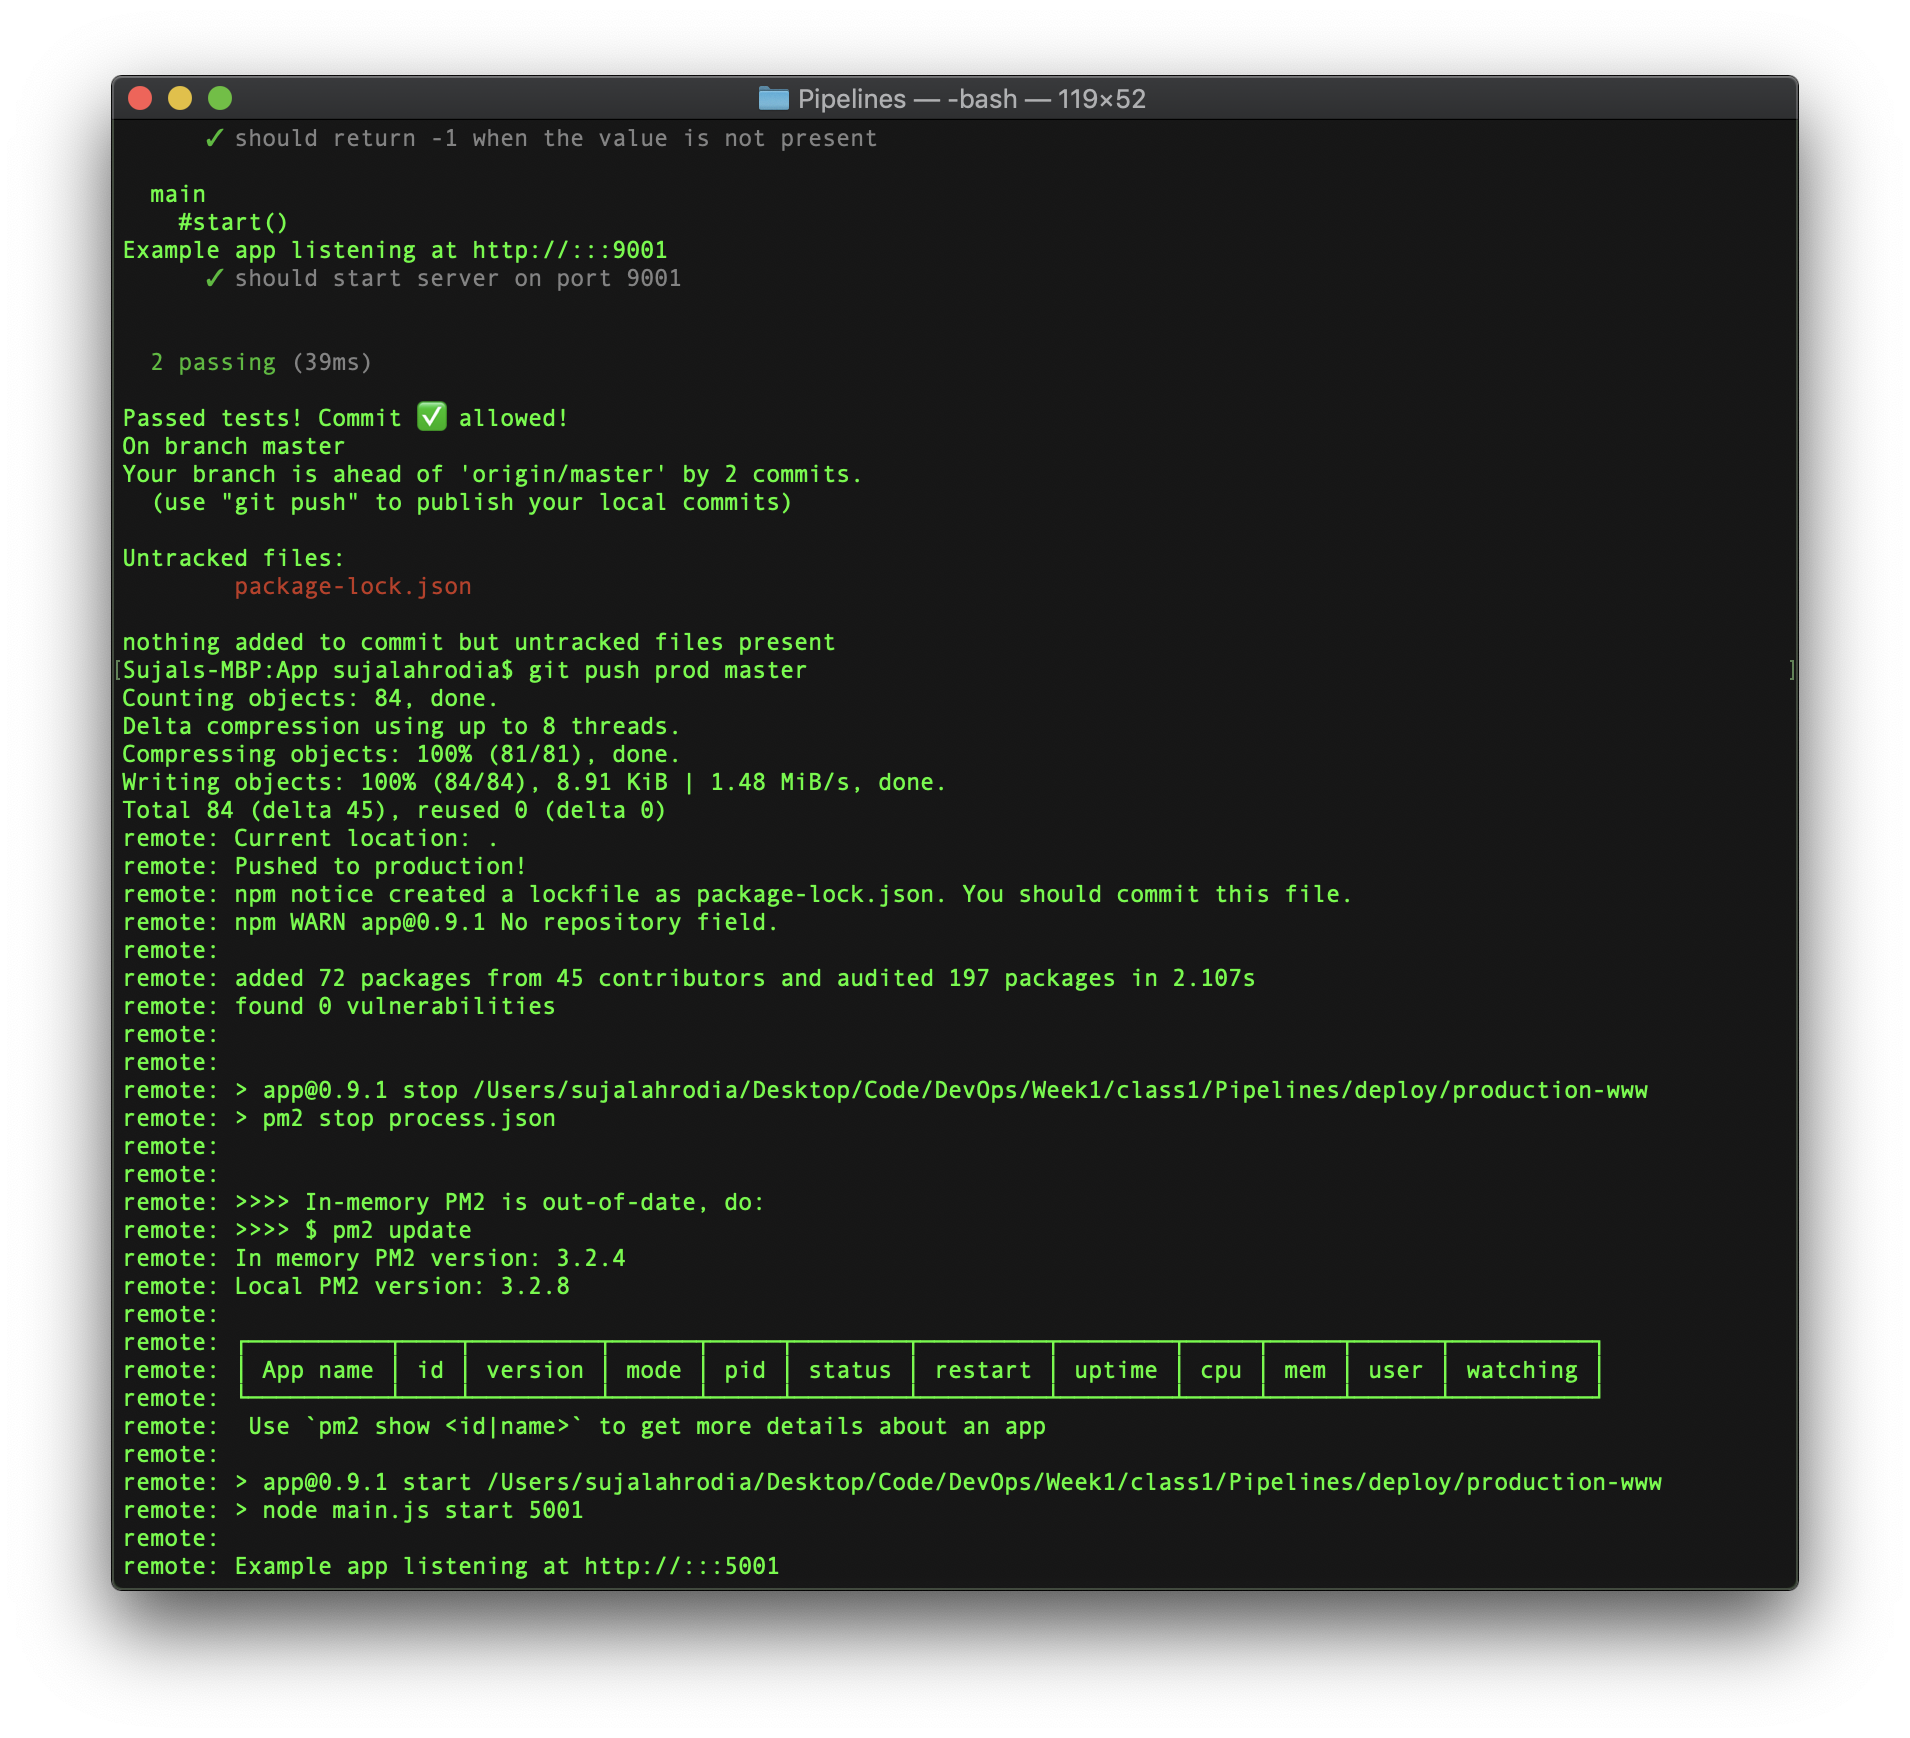 Pipelines — -bash — 119×52
✓ should return -1 when the value is not present
main
#start()
Example app listening at http://:::9001
✓ should start server on port 9001
2 passing (39ms)
Passed tests! Commit ✅ allowed!
On branch master
Your branch is ahead of 'origin/master' by 2 commits.
(use "git push" to publish your local commits)
Untracked files:
package-lock.json
nothing added to commit but untracked files present
[Sujals-MBP:App sujalahrodia$ git push prod master ]
Counting objects: 84, done.
Delta compression using up to 8 threads.
Compressing objects: 100% (81/81), done.
Writing objects: 100% (84/84), 8.91 KiB | 1.48 MiB/s, done.
Total 84 (delta 45), reused 0 (delta 0)
remote: Current location: .
remote: Pushed to production!
remote: npm notice created a lockfile as package-lock.json. You should commit this file.
remote: npm WARN app@0.9.1 No repository field.
remote:
remote: added 72 packages from 45 contributors and audited 197 packages in 2.107s
remote: found 0 vulnerabilities
remote:
remote:
remote: > app@0.9.1 stop /Users/sujalahrodia/Desktop/Code/DevOps/Week1/class1/Pipelines/deploy/production-www
remote: > pm2 stop process.json
remote:
remote:
remote: >>>> In-memory PM2 is out-of-date, do:
remote: >>>> $ pm2 update
remote: In memory PM2 version: 3.2.4
remote: Local PM2 version: 3.2.8
remote:
remote:
remote: │ App name │ id │ version │ mode │ pid │ status │ restart │ uptime │ cpu │ mem │ user │ watching │
remote:
remote: Use `pm2 show <id|name>` to get more details about an app
remote:
remote: > app@0.9.1 start /Users/sujalahrodia/Desktop/Code/DevOps/Week1/class1/Pipelines/deploy/production-www
remote: > node main.js start 5001
remote:
remote: Example app listening at http://:::5001